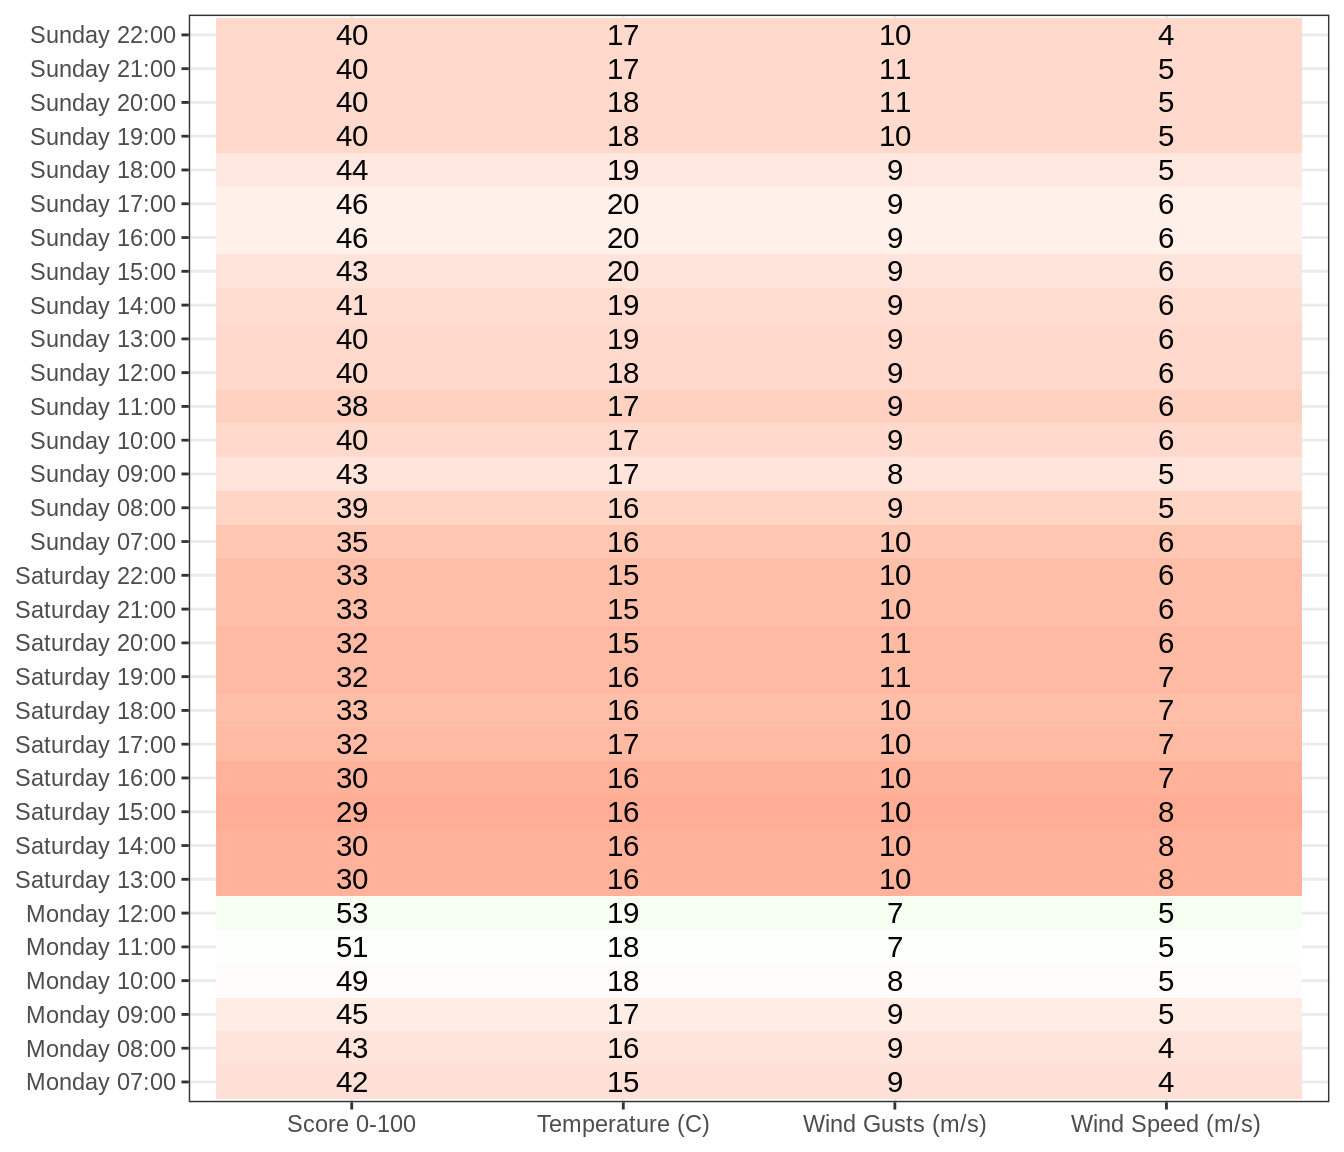 Sunday 22:00 40 17 10 4
Sunday 21:00 40 17 11 5
Sunday 20:00 40 18 11 5
Sunday 19:00 40 18 10 5
Sunday 18:00 44 19 9 5
Sunday 17:00 46 20 9 6
Sunday 16:00 46 20 9 6
Sunday 15:00 43 20 9 6
Sunday 14:00 41 19 9 6
Sunday 13:00 40 19 9 6
Sunday 12:00 40 18 9 6
Sunday 11:00 38 17 9 6
Sunday 10:00 40 17 9 6
Sunday 09:00 43 17 8 5
Sunday 08:00 39 16 9 5
Sunday 07:00 35 16 10 6
Saturday 22:00 33 15 10 6
Saturday 21:00 33 15 10 6
Saturday 20:00 32 15 11 6
Saturday 19:00 32 16 11 7
Saturday 18:00 33 16 10 7
Saturday 17:00 32 17 10 7
Saturday 16:00 30 16 10 7
Saturday 15:00 29 16 10 8
Saturday 14:00 30 16 10 8
Saturday 13:00 30 16 10 8
Monday 12:00 53 19 7 5
Monday 11:00 51 18 7 5
Monday 10:00 49 18 8 5
Monday 09:00 45 17 9 5
Monday 08:00 43 16 9 4
Monday 07:00 42 15 9 4
Score 0-100 Temperature (C) Wind Gusts (m/s) Wind Speed (m/s)